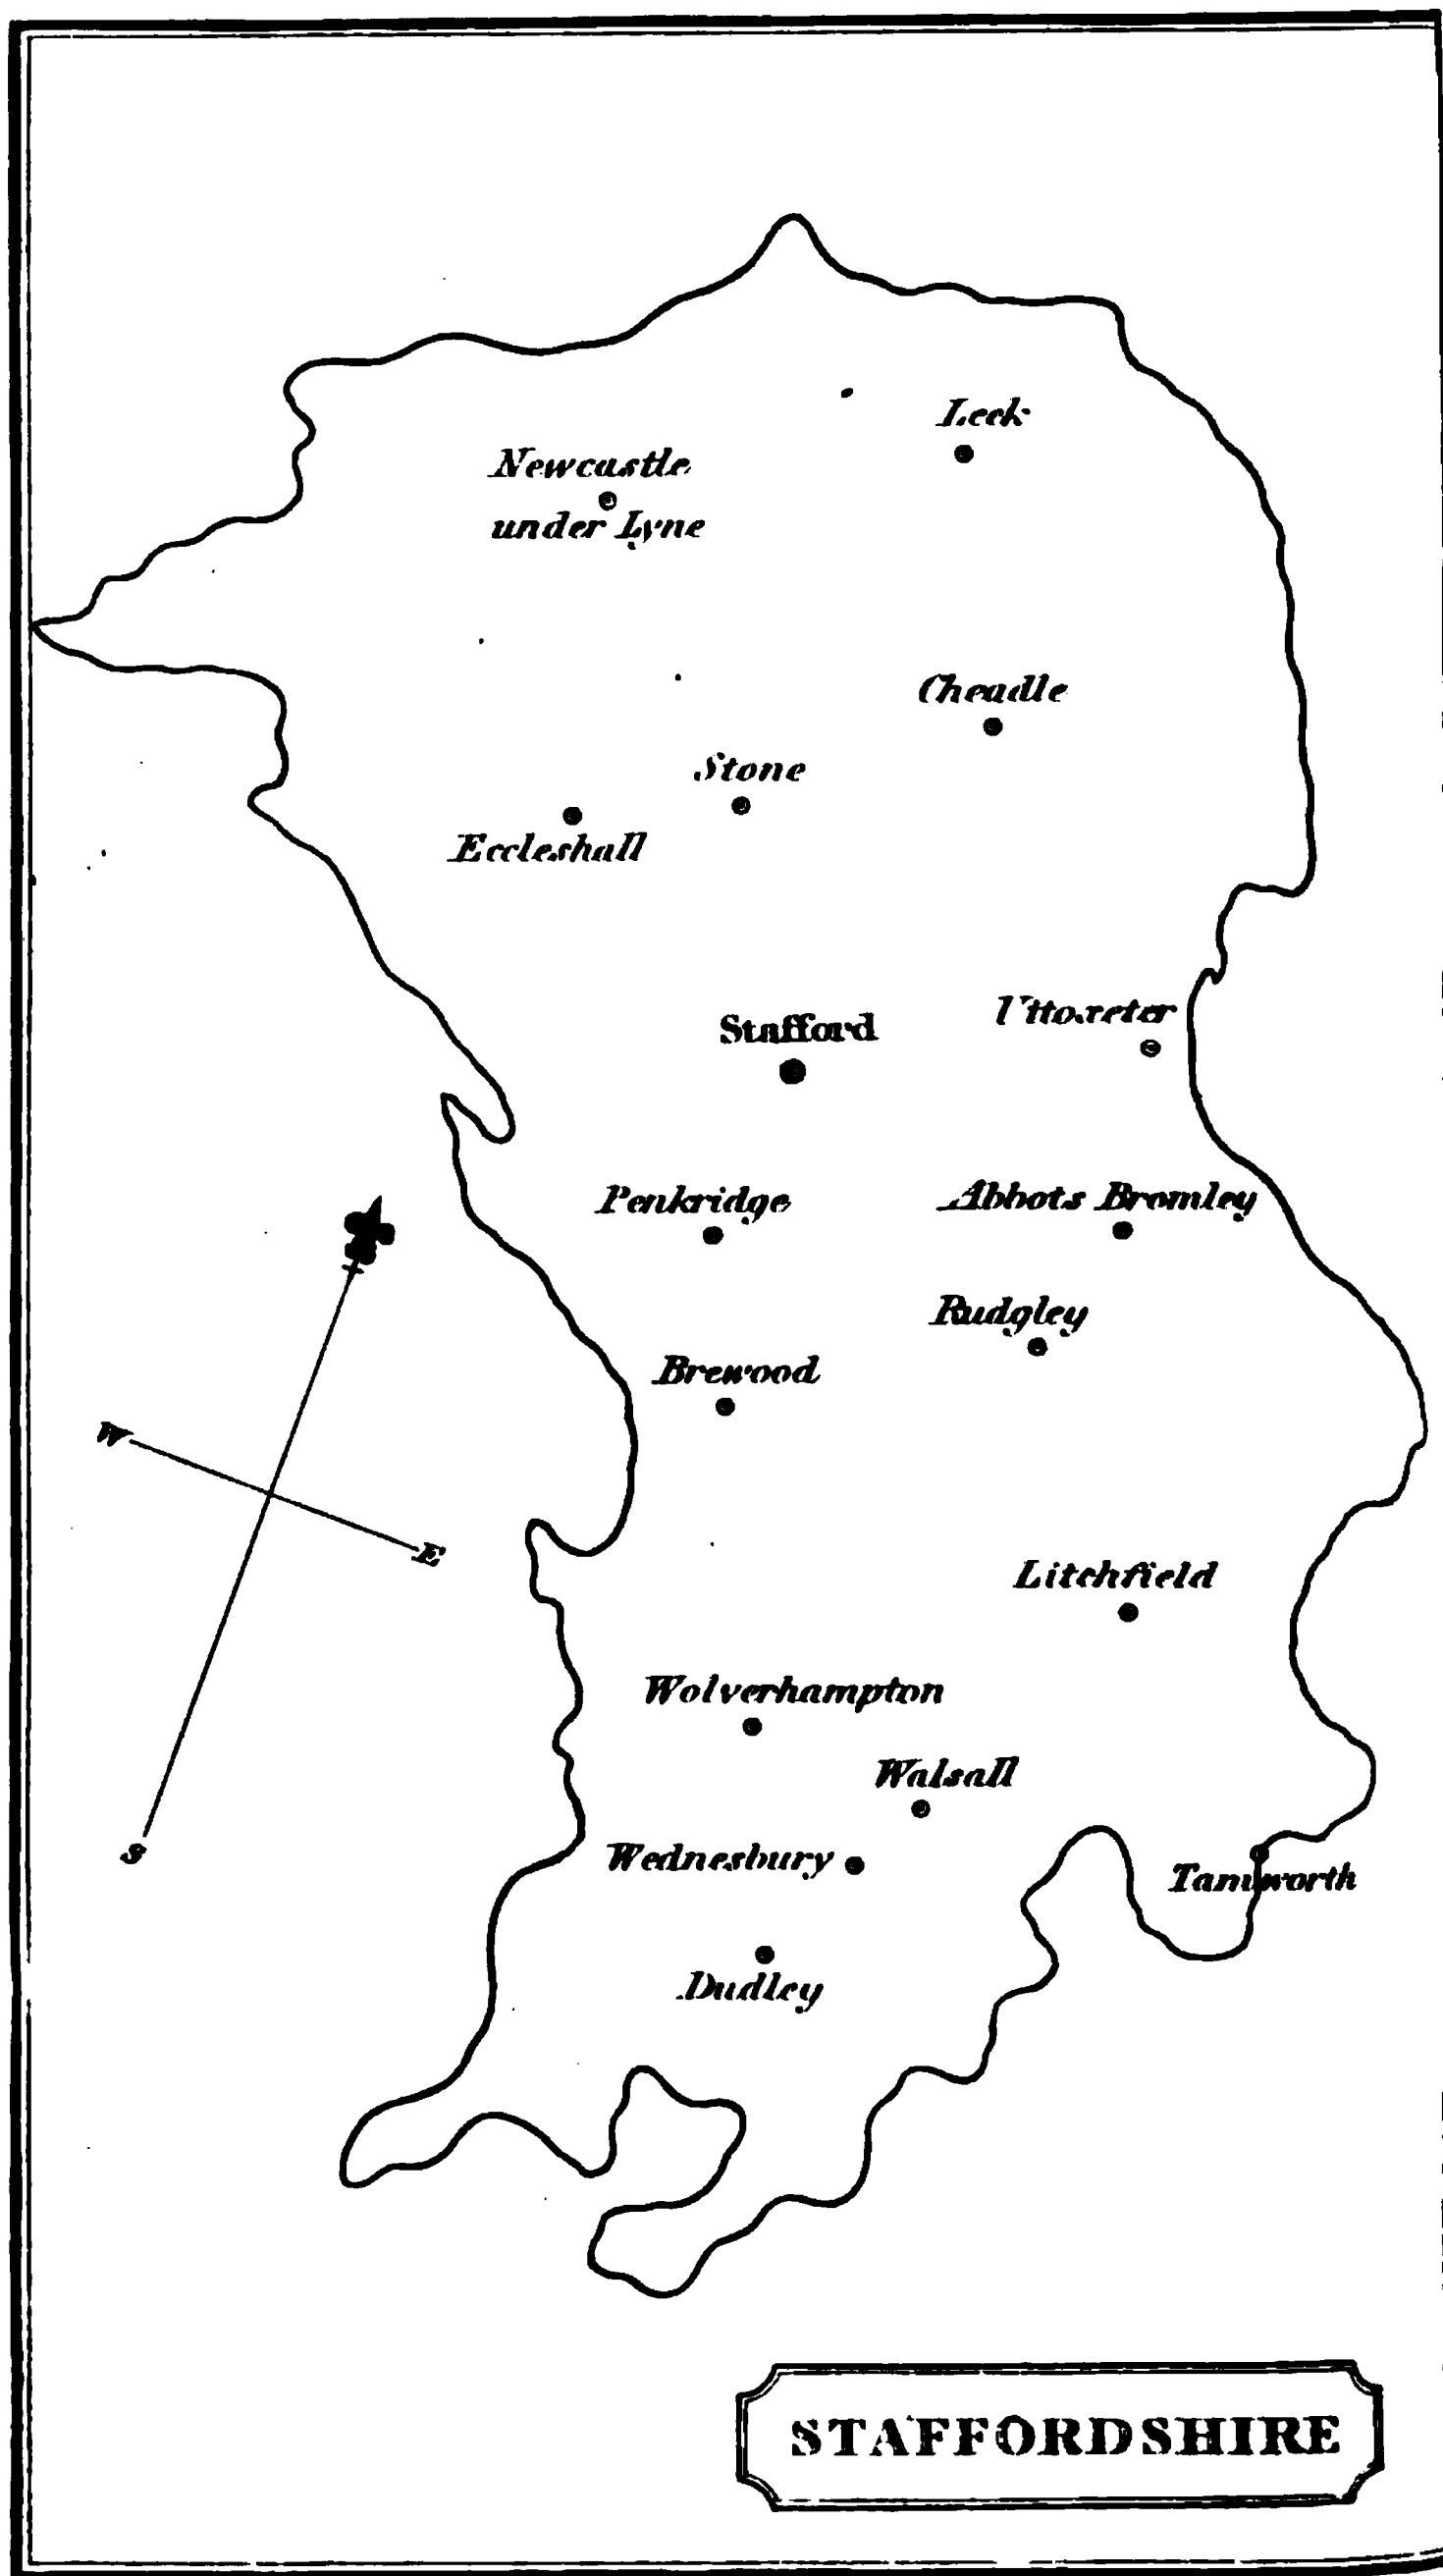 Leek
Newcastle
under Lyne
Cheadle
Stone
Eccleshall
Uttoxeter
Stafford
Penkridge
Abbots Bromley
Rudgley
Brewood
W
E
Litchfield
Wolverhampton
Walsall
S
Wednesbury
Tamworth
Dudley
STAFFORDSHIRE